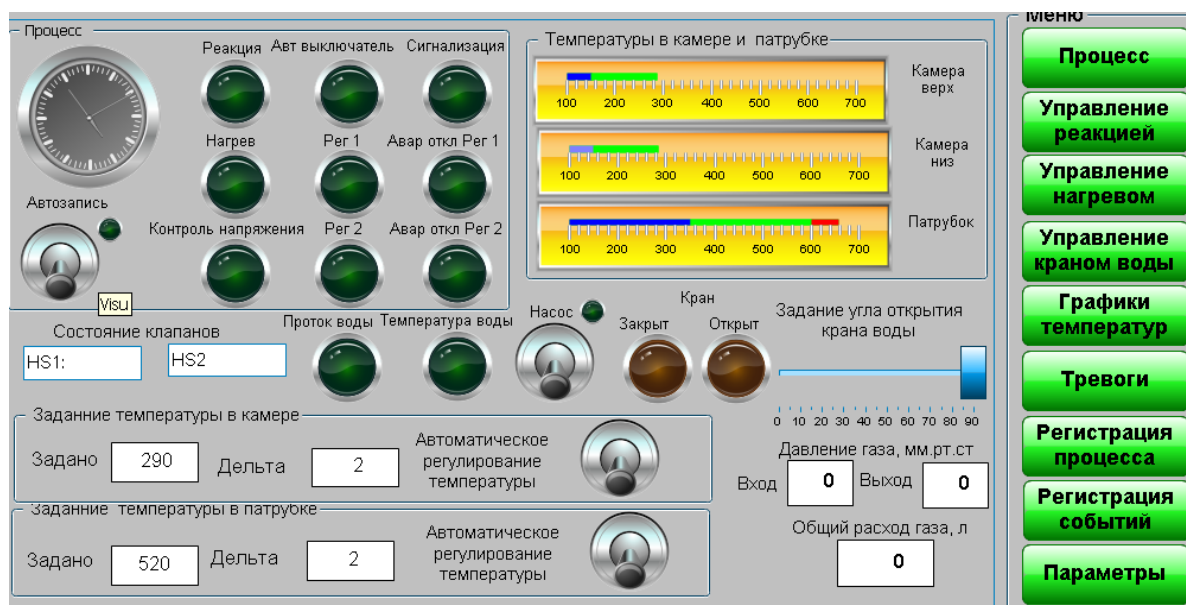 Процесс
Реакция Авт выключатель Сигнализация
Нагрев Рег 1 Авар откл Рег 1
Автозапись
Контроль напряжения Рег 2 Авар откл Рег 2
Visu
Температуры в камере и патрубке
100 200 300 400 500 600 700
Камера
верх
100 200 300 400 500 600 700
Камера
низ
100 200 300 400 500 600 700
Патрубок
Состояние клапанов
HS1:
HS2
Проток воды Температура воды
Насос
Кран
Закрыт Открыт
Задание угла открытия
крана воды
0 10 20 30 40 50 60 70 80 90
Заданние температуры в камере
Задано 290 Дельта 2
Автоматическое
регулирование
температуры
Заданние температуры в патрубке
Задано 520 Дельта 2
Автоматическое
регулирование
температуры
Давление газа, мм.рт.ст
Вход 0 Выход 0
Общий расход газа, л
0
Меню
Процесс
Управление
реакцией
Управление
нагревом
Управление
краном воды
Графики
температур
Тревоги
Регистрация
процесса
Регистрация
событий
Параметры